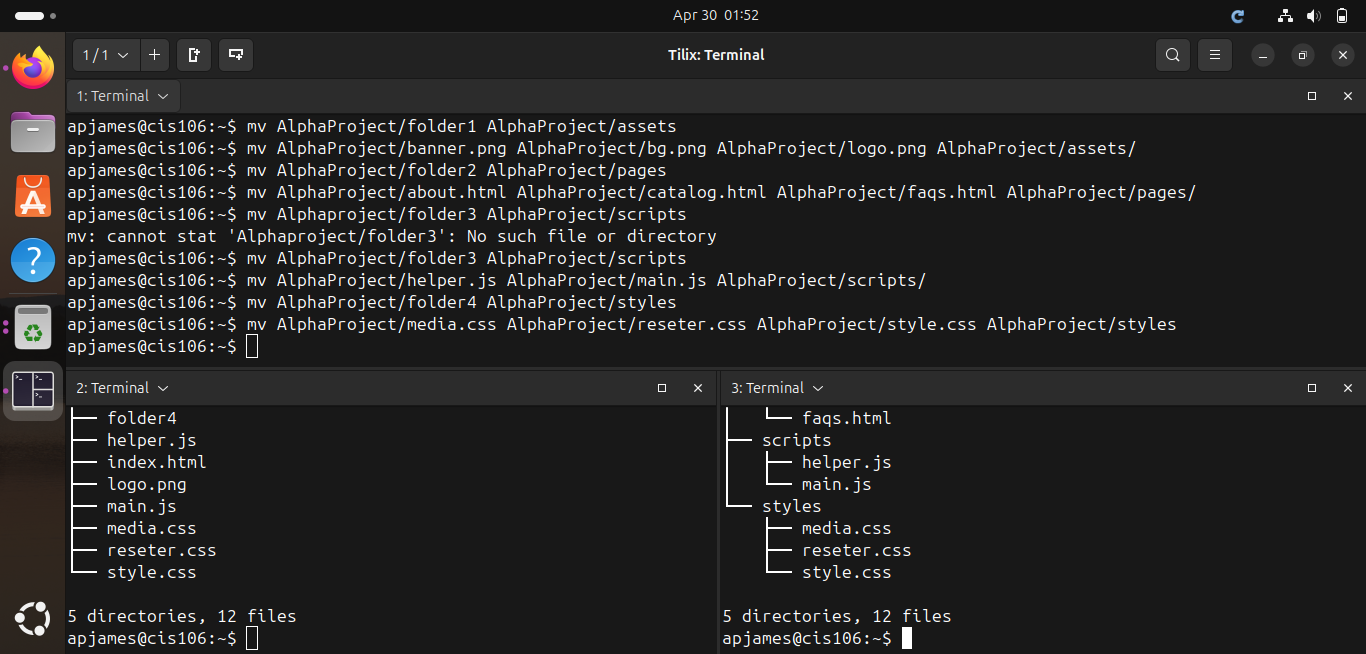 Apr 30 01:52
1 / 1
Tilix: Terminal
1: Terminal
apjames@cis106:~$ mv AlphaProject/folder1 AlphaProject/assets
apjames@cis106:~$ mv AlphaProject/banner.png AlphaProject/bg.png AlphaProject/logo.png AlphaProject/assets/
apjames@cis106:~$ mv AlphaProject/folder2 AlphaProject/pages
apjames@cis106:~$ mv AlphaProject/about.html AlphaProject/catalog.html AlphaProject/faqs.html AlphaProject/pages/
apjames@cis106:~$ mv Alphaproject/folder3 AlphaProject/scripts
mv: cannot stat 'Alphaproject/folder3': No such file or directory
apjames@cis106:~$ mv AlphaProject/folder3 AlphaProject/scripts
apjames@cis106:~$ mv AlphaProject/helper.js AlphaProject/main.js AlphaProject/scripts/
apjames@cis106:~$ mv AlphaProject/folder4 AlphaProject/styles
apjames@cis106:~$ mv AlphaProject/media.css AlphaProject/reseter.css AlphaProject/style.css AlphaProject/styles
apjames@cis106:~$
2: Terminal
├── folder4
├── helper.js
├── index.html
├── logo.png
├── main.js
├── media.css
├── reseter.css
└── style.css
5 directories, 12 files
apjames@cis106:~$
3: Terminal
│   └── faqs.html
├── scripts
│   ├── helper.js
│   └── main.js
└── styles
    ├── media.css
    ├── reseter.css
    └── style.css
5 directories, 12 files
apjames@cis106:~$